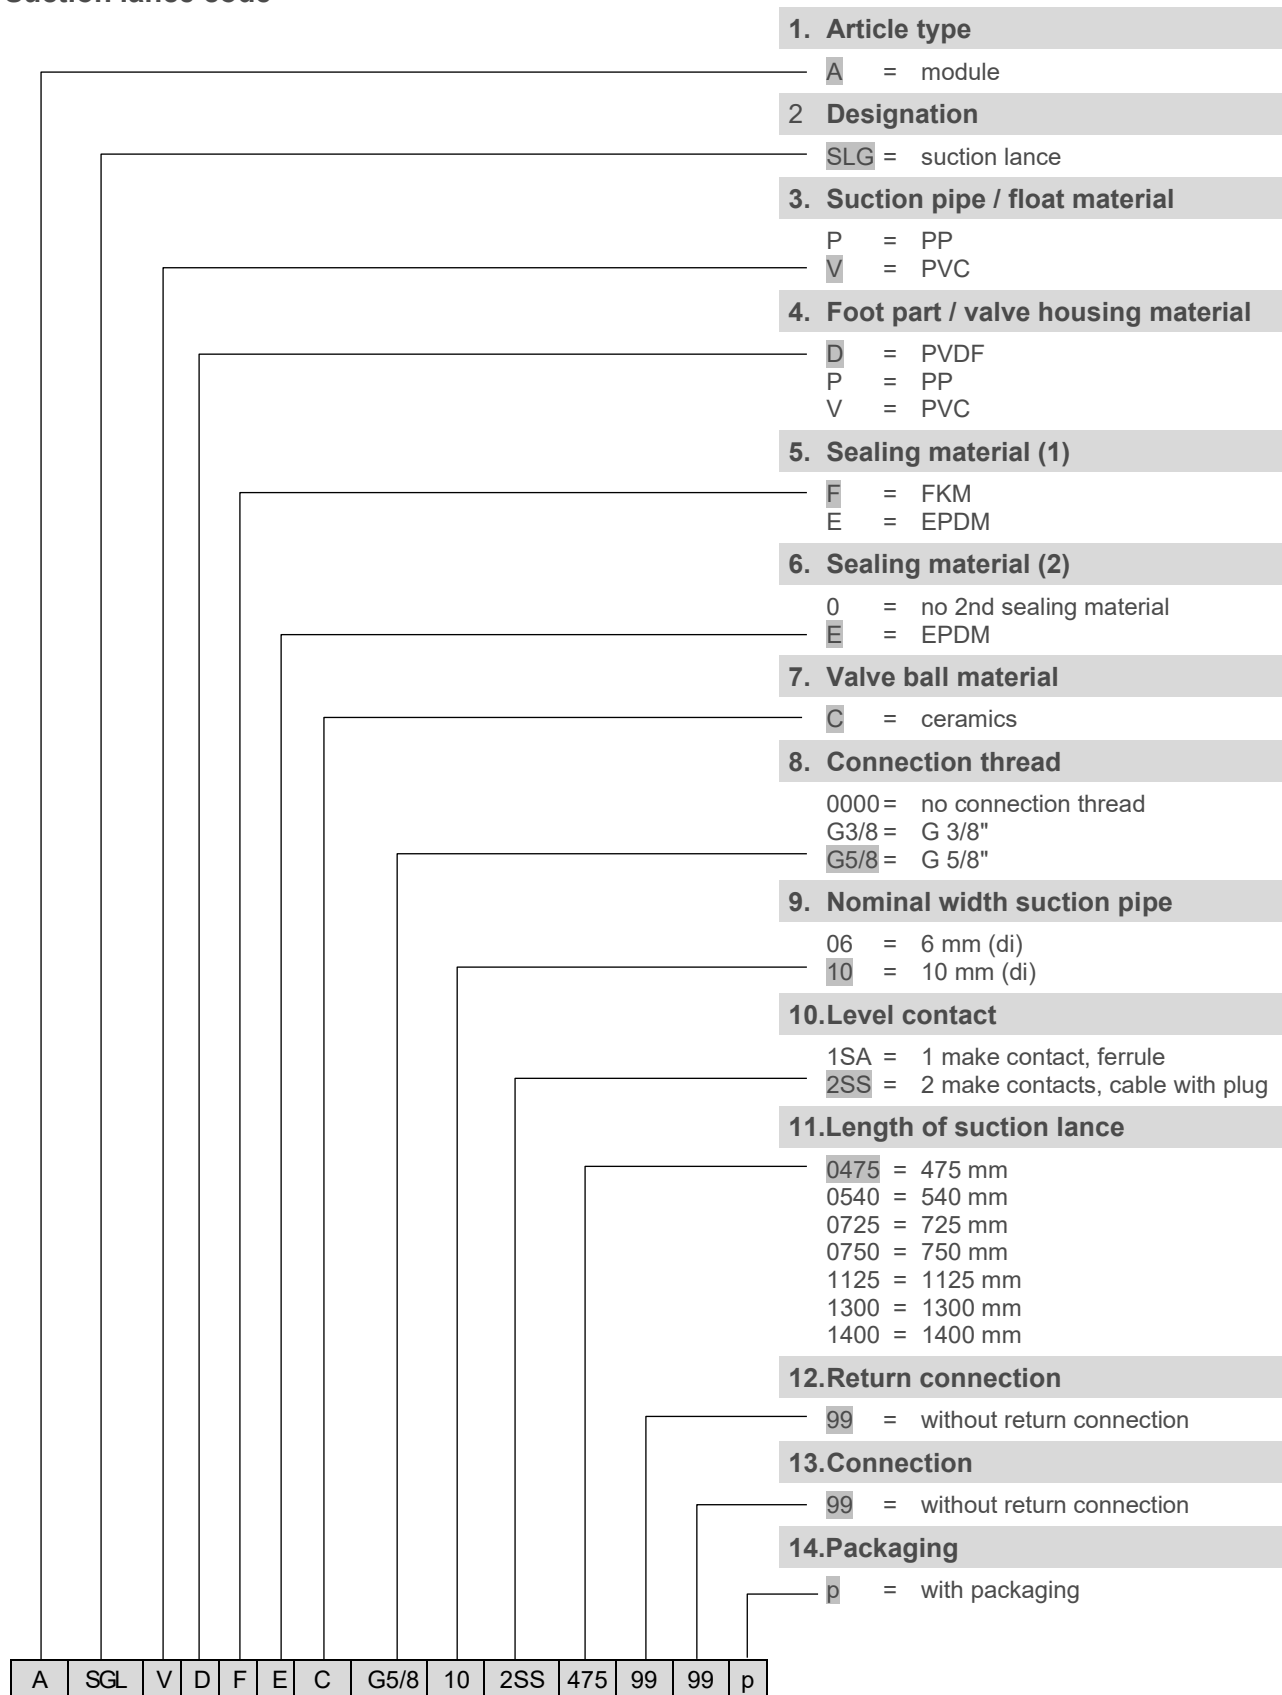 Suction lance code
1. Article type
A = module
2 Designation
SLG = suction lance
3. Suction pipe / float material
P = PP
V = PVC
4. Foot part / valve housing material
D = PVDF
P = PP
V = PVC
5. Sealing material (1)
F = FKM
E = EPDM
6. Sealing material (2)
0 = no 2nd sealing material
E = EPDM
7. Valve ball material
C = ceramics
8. Connection thread
0000 = no connection thread
G3/8 = G 3/8"
G5/8 = G 5/8"
9. Nominal width suction pipe
06 = 6 mm (di)
10 = 10 mm (di)
10.Level contact
1SA = 1 make contact, ferrule
2SS = 2 make contacts, cable with plug
11.Length of suction lance
0475 = 475 mm
0540 = 540 mm
0725 = 725 mm
0750 = 750 mm
1125 = 1125 mm
1300 = 1300 mm
1400 = 1400 mm
12.Return connection
99 = without return connection
13.Connection
99 = without return connection
14.Packaging
p = with packaging
A SGL V D F E C G5/8 10 2SS 475 99 99 p